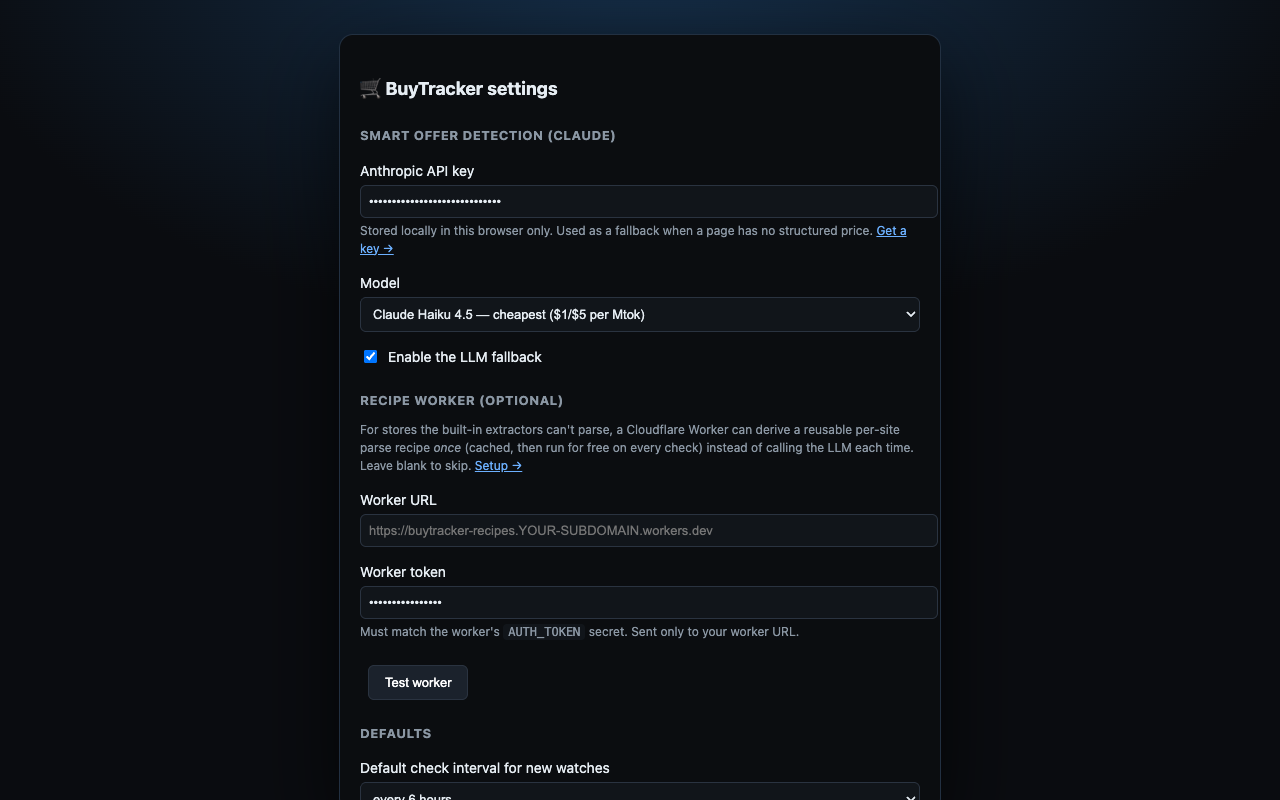 🛒 BuyTracker settings
SMART OFFER DETECTION (CLAUDE)
Anthropic API key
•••••••••••••••••••••••••••••
Stored locally in this browser only. Used as a fallback when a page has no structured price. Get a
key →
Model
Claude Haiku 4.5 — cheapest ($1/$5 per Mtok)
Enable the LLM fallback
RECIPE WORKER (OPTIONAL)
For stores the built-in extractors can't parse, a Cloudflare Worker can derive a reusable per-site
parse recipe once (cached, then run for free on every check) instead of calling the LLM each time.
Leave blank to skip. Setup →
Worker URL
https://buytracker-recipes.YOUR-SUBDOMAIN.workers.dev
Worker token
••••••••••••••••
Must match the worker's AUTH_TOKEN secret. Sent only to your worker URL.
Test worker
DEFAULTS
Default check interval for new watches
every 6 hours